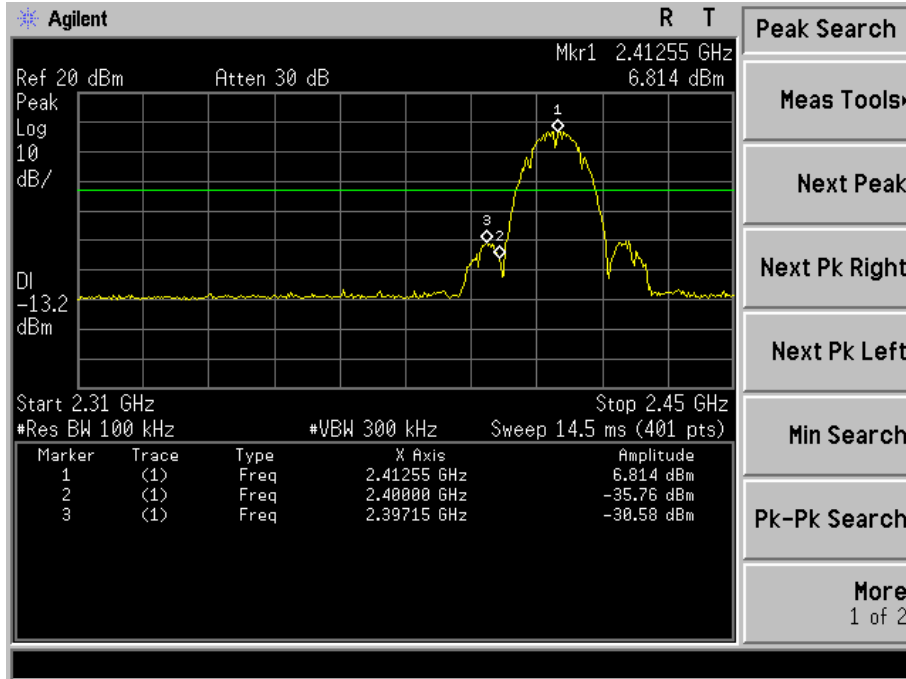 Agilent
R T
Mkr1 2.41255 GHz
Ref 20 dBm Atten 30 dB 6.814 dBm
Peak
Log
10
dB/
1
3
2
DI
-13.2
dBm
Start 2.31 GHz Stop 2.45 GHz
#Res BW 100 kHz #VBW 300 kHz Sweep 14.5 ms (401 pts)
Marker Trace Type X Axis Amplitude
1 (1) Freq 2.41255 GHz 6.814 dBm
2 (1) Freq 2.40000 GHz -35.76 dBm
3 (1) Freq 2.39715 GHz -30.58 dBm
Peak Search
Meas Tools
Next Peak
Next Pk Right
Next Pk Left
Min Search
Pk-Pk Search
More
1 of 2